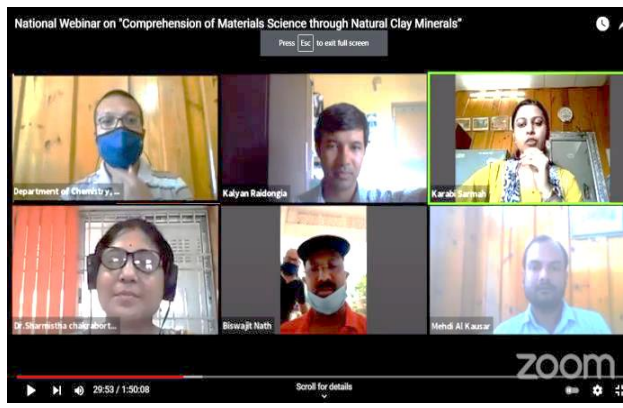 National Webinar on "Comprehension of Materials Science through Natural Clay Minerals"
Press Esc to exit full screen
Department of Chemistry, ...
Kalyan Raidongia
Karabi Sarmah
Dr.Sharmistha chakrabort...
Biswajit Nath
Mehdi Al Kausar
zoom
29:53 / 1:50:08
Scroll for details